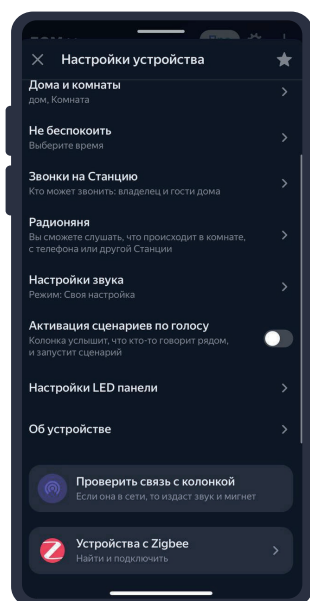 Настройки устройства
Дома и комнаты
дом, Комната
Не беспокоить
Выберите время
Звонки на Станцию
Кто может звонить: владелец и гости дома
Радионяня
Вы сможете слушать, что происходит в комнате,
с телефона или другой Станции
Настройки звука
Режим: Своя настройка
Активация сценариев по голосу
Колонка услышит, что кто-то говорит рядом,
и запустит сценарий
Настройки LED панели
Об устройстве
Проверить связь с колонкой
Если она в сети, то издаст звук и мигнет
Устройства с Zigbee
Найти и подключить